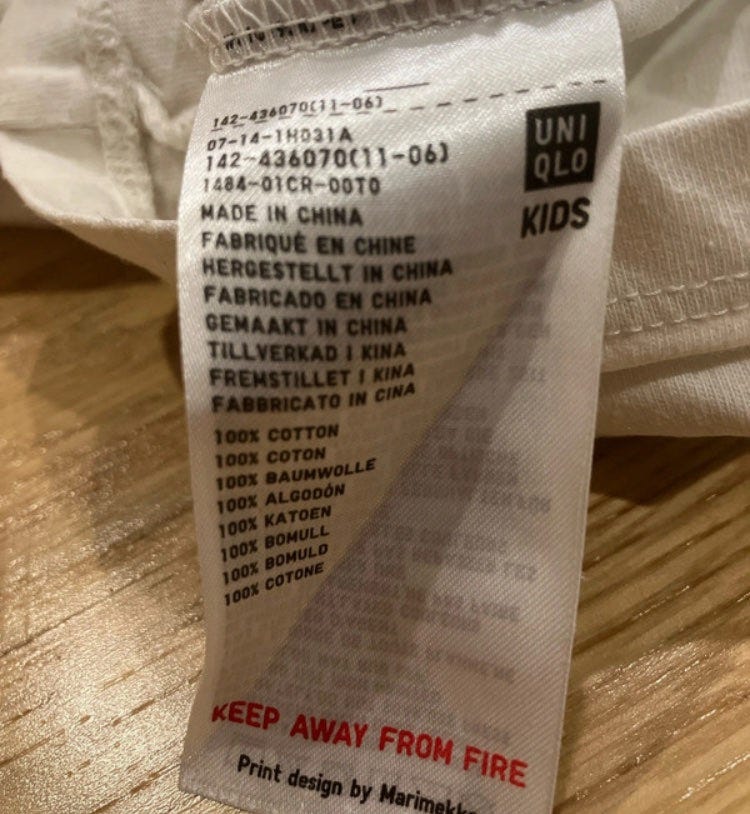 142-436070(11-06)
07-14-1H031A
142-436070(11-06)
1484-01CR-00T0
UNI
QLO
KIDS
MADE IN CHINA
FABRIQUÉ EN CHINE
HERGESTELLT IN CHINA
FABRICADO EN CHINA
GEMAAKT IN CHINA
TILLVERKAD I KINA
FREMSTILLET I KINA
FABBRICATO IN CINA
100% COTTON
100% COTON
100% BAUMWOLLE
100% ALGODÓN
100% KATOEN
100% BOMULL
100% BOMULD
100% COTONE
KEEP AWAY FROM FIRE
Print design by Marimekk